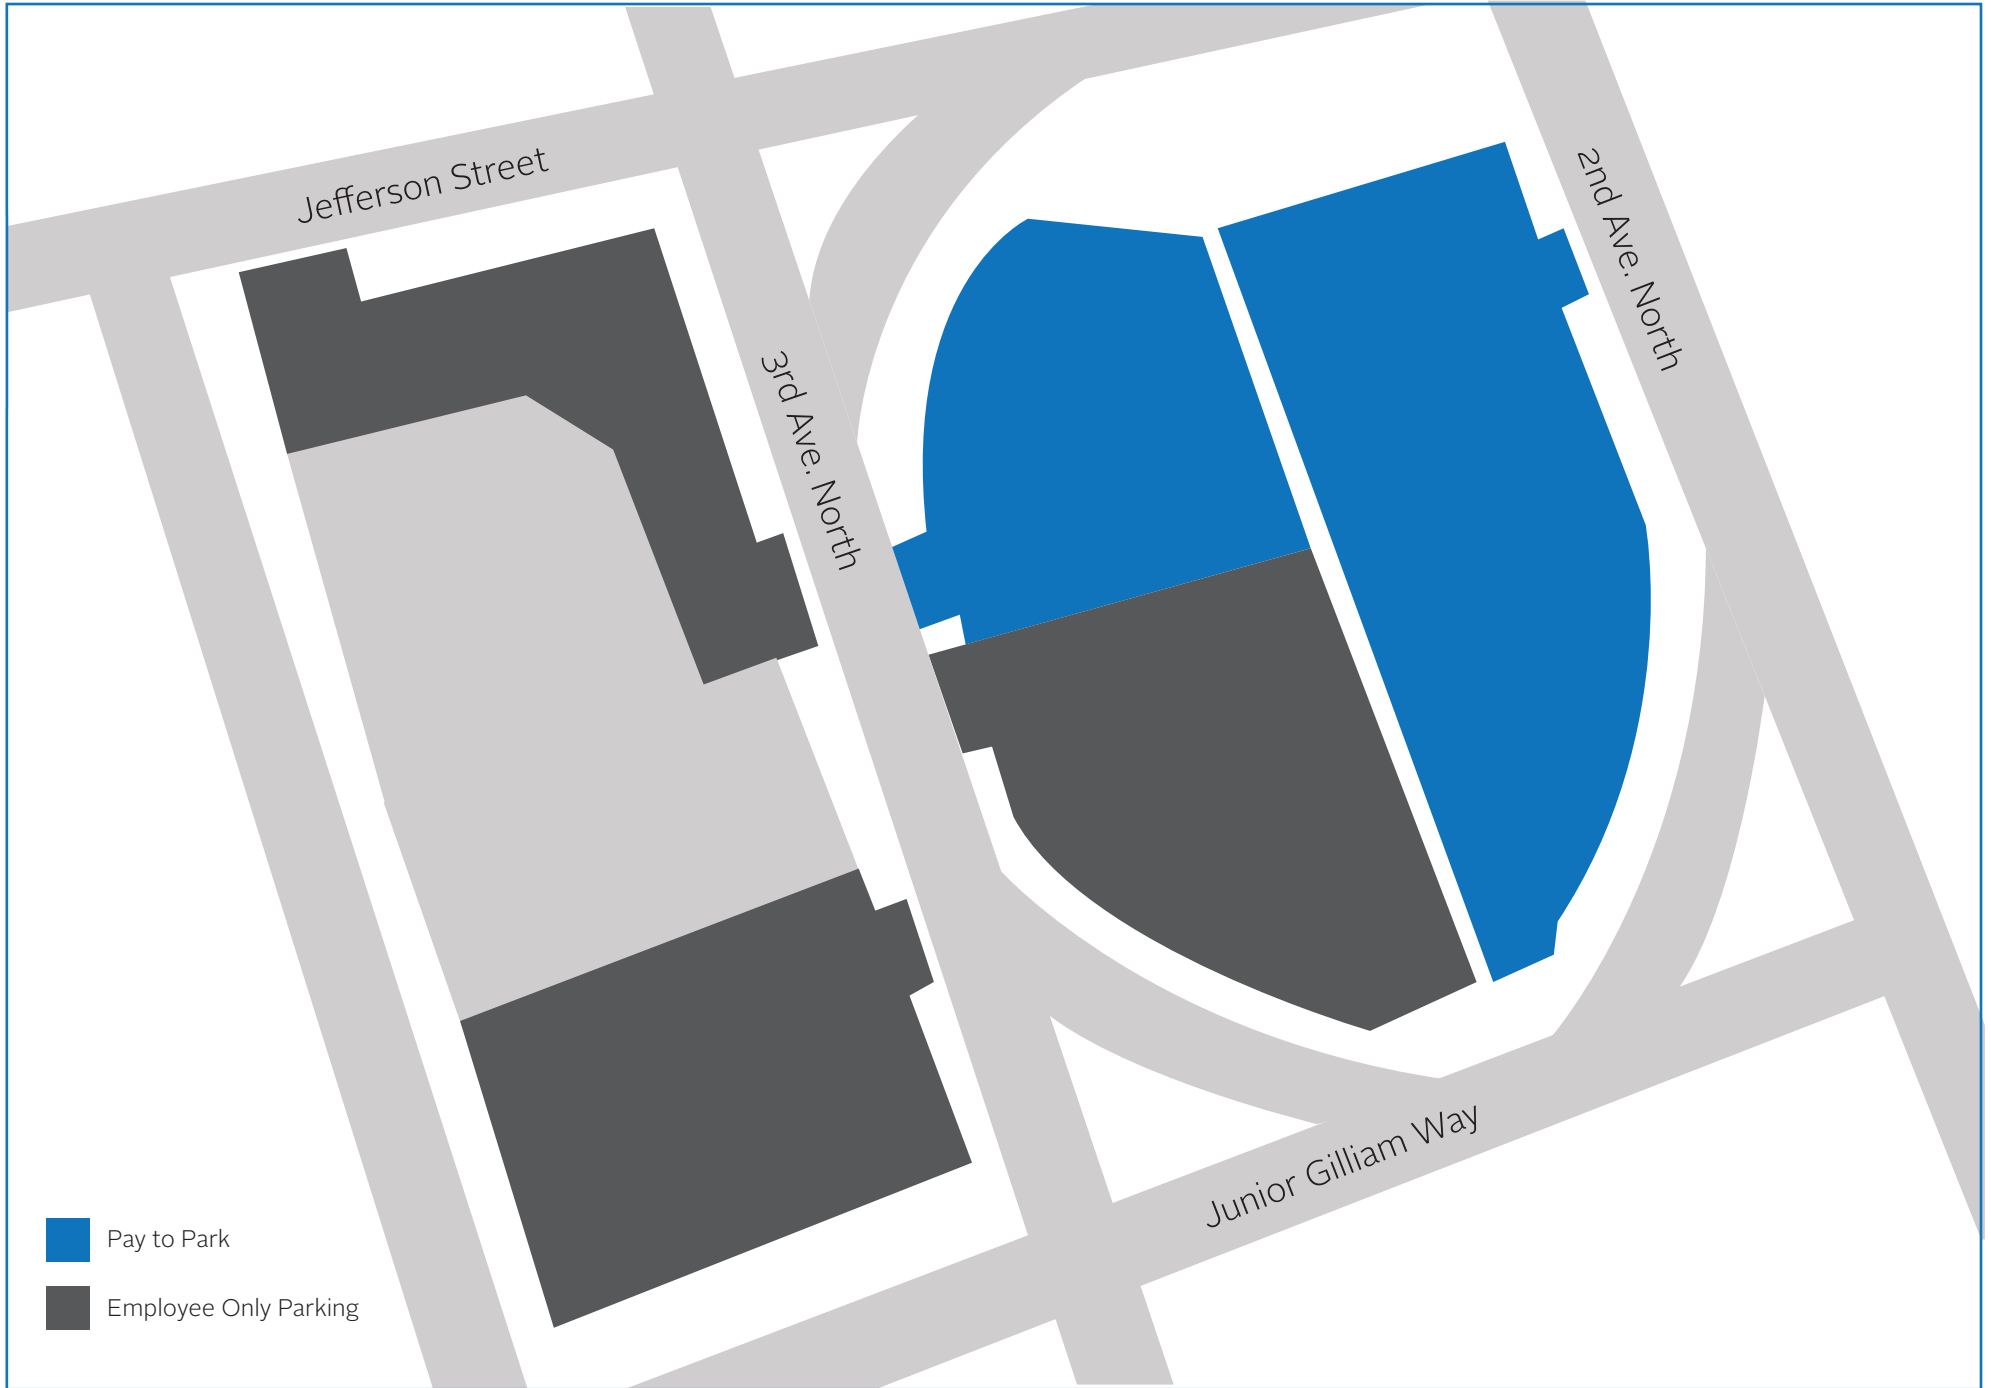 Jefferson Street
2nd Ave. North
3rd Ave. North
Junior Gilliam Way
Pay to Park
Employee Only Parking